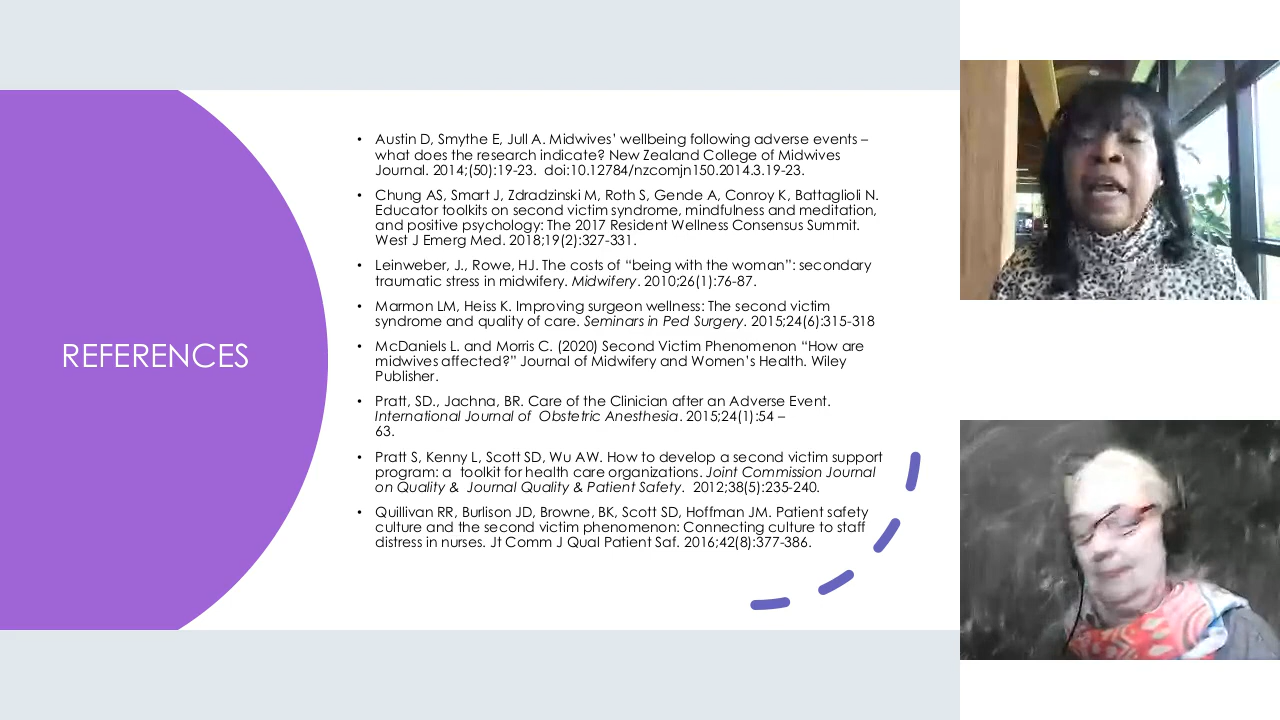 REFERENCES
• Austin D, Smythe E, Jull A. Midwives’ wellbeing following adverse events –
what does the research indicate? New Zealand College of Midwives
Journal. 2014;(50):19-23.  doi:10.12784/nzcomjn150.2014.3.19-23.
• Chung AS, Smart J, Zdradzinski M, Roth S, Gende A, Conroy K, Battaglioli N.
Educator toolkits on second victim syndrome, mindfulness and meditation,
and positive psychology: The 2017 Resident Wellness Consensus Summit.
West J Emerg Med. 2018;19(2):327-331.
• Leinweber, J., Rowe, HJ. The costs of “being with the woman”: secondary
traumatic stress in midwifery. Midwifery. 2010;26(1):76-87.
• Marmon LM, Heiss K. Improving surgeon wellness: The second victim
syndrome and quality of care. Seminars in Ped Surgery. 2015;24(6):315-318
• McDaniels L. and Morris C. (2020) Second Victim Phenomenon “How are
midwives affected?” Journal of Midwifery and Women’s Health. Wiley
Publisher.
• Pratt, SD., Jachna, BR. Care of the Clinician after an Adverse Event.
International Journal of  Obstetric Anesthesia. 2015;24(1):54 –
63.
• Pratt S, Kenny L, Scott SD, Wu AW. How to develop a second victim support
program: a  toolkit for health care organizations. Joint Commission Journal
on Quality &  Journal Quality & Patient Safety.  2012;38(5):235-240.
• Quillivan RR, Burlison JD, Browne, BK, Scott SD, Hoffman JM. Patient safety
culture and the second victim phenomenon: Connecting culture to staff
distress in nurses. Jt Comm J Qual Patient Saf. 2016;42(8):377-386.